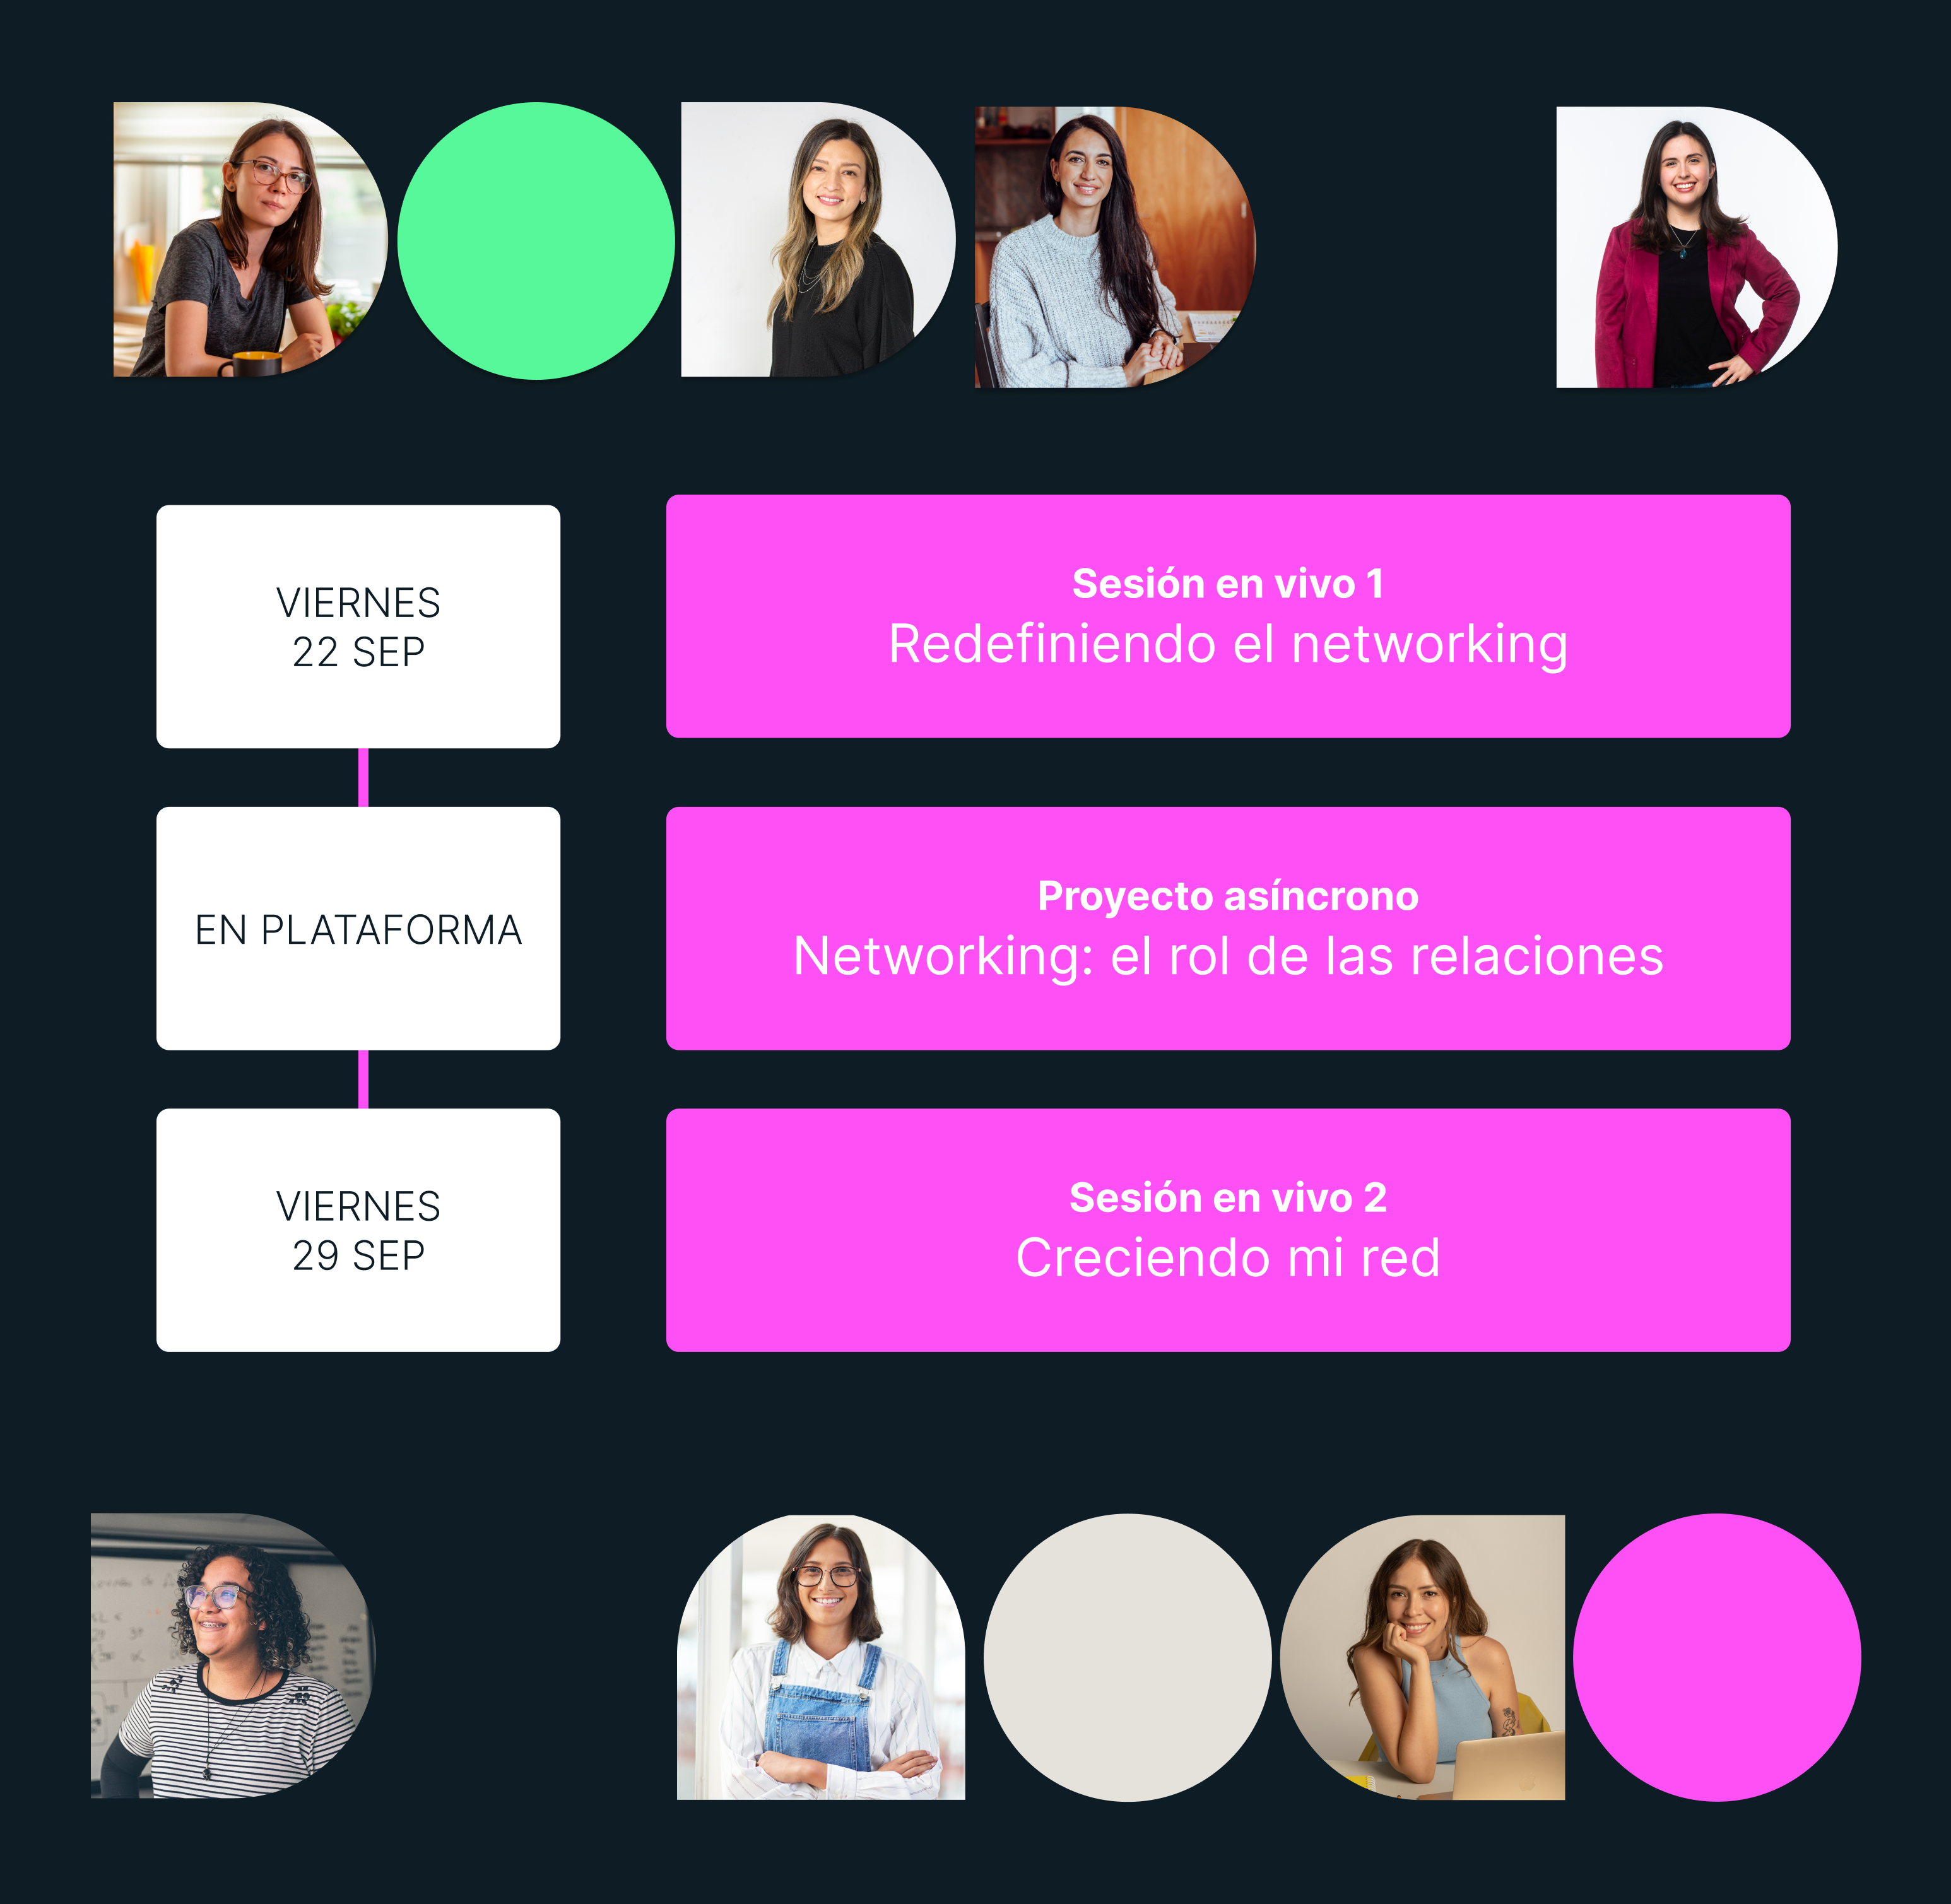 VIERNES
22 SEP
Sesión en vivo 1
Redefiniendo el networking
EN PLATAFORMA
Proyecto asíncrono
Networking: el rol de las relaciones
VIERNES
29 SEP
Sesión en vivo 2
Creciendo mi red